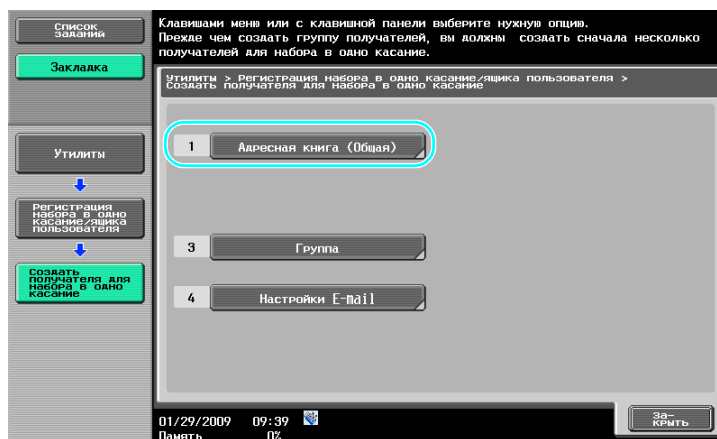 Список
заданий
Закладка
Клавишами меню или с клавишной панели выберите нужную опцию.
Прежде чем создать группу получателей, вы должны создать сначала несколько
получателей для набора в одно касание.
Утилиты > Регистрация набора в одно касание/ящика пользователя >
Создать получателя для набора в одно касание
Утилиты
Регистрация
набора в одно
касание/ящика
пользователя
Создать
получателя для
набора в одно
касание
1 Адресная книга (Общая)
3 Группа
4 Настройки E-mail
01/29/2009 09:39
Память 0%
За-
крыть